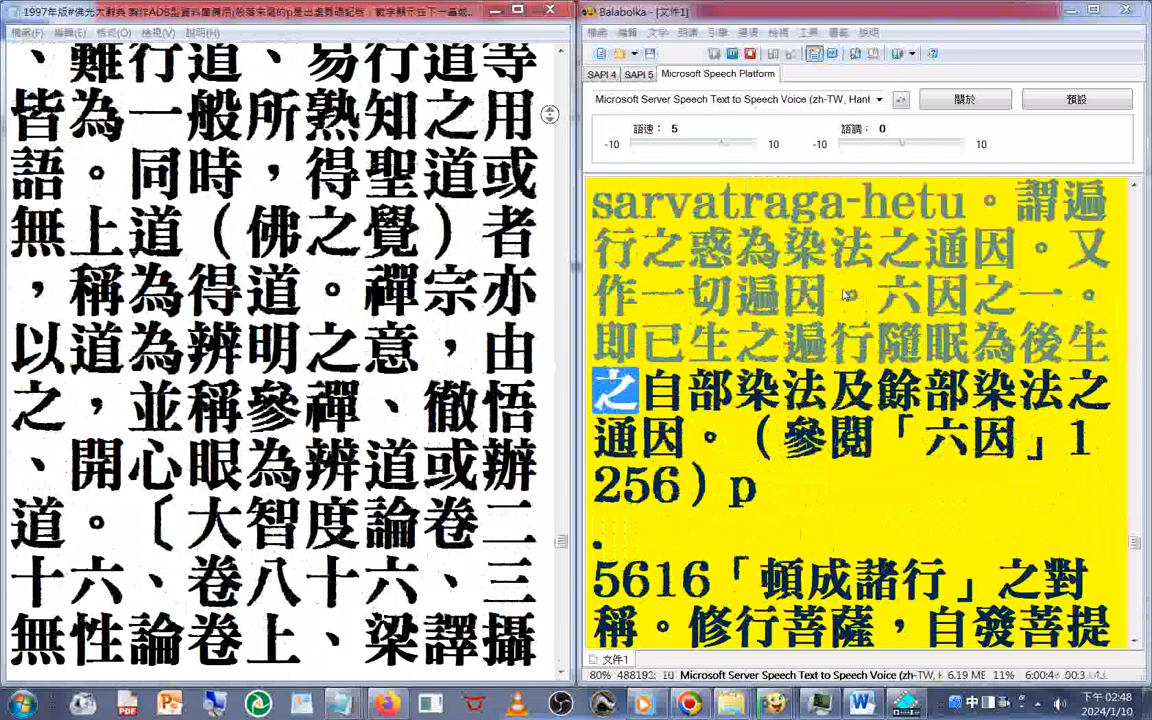 1997年版#佛光大辭典
、難行道、易行道等
皆為一般所熟知之用
語。同時，得聖道或
無上道（佛之覺）者
，稱為得道。禪宗亦
以道為辨明之意，由
之，並稱參禪、徹悟
、開心眼為辨道或辦
道。〔大智度論卷二
十六、卷八十六、三
無性論卷上、梁譯攝
Balabolka - [文件1]
SAPI 4 SAPI 5 Microsoft Speech Platform
Microsoft Server Speech Text to Speech Voice (zh-TW, Hanl
關於 預設
語速： 5 語調： 0
-10 10 -10 10
sarvatraga-hetu。謂遍
行之惑為染法之通因。又
作一切遍因。六因之一。
即已生之遍行隨眠為後生
之自部染法及餘部染法之
通因。（參閱「六因」1
256）p
.
5616「頓成諸行」之對
稱。修行菩薩，自發菩提
文件1
80% 6.19 ME 11% Microsoft Server Speech Text to Speech Voice (zh-TW,
下午 02:48
2024/1/10